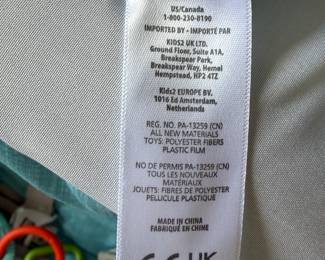 US/Canada
1-800-230-8190
IMPORTED BY • IMPORTÉ PAR
KIDS2 UK LTD.
Ground Floor, Suite A1A,
Breakspear Park,
Breakspear Way, Hemel
Hempstead, HP2 4TZ
Kids2 EUROPE BV.
1016 Ed Amsterdam,
Netherlands
REG. NO. PA-13259 (CN)
ALL NEW MATERIALS
TOYS: POLYESTER FIBERS
PLASTIC FILM
NO DE PERMIS PA-13259 (CN)
TOUS LES NOUVEAUX
MATÉRIAUX
JOUETS: FIBRES DE POLYESTER
PELLICULE PLASTIQUE
MADE IN CHINA
FABRIQUÉ EN CHINE
CE UK